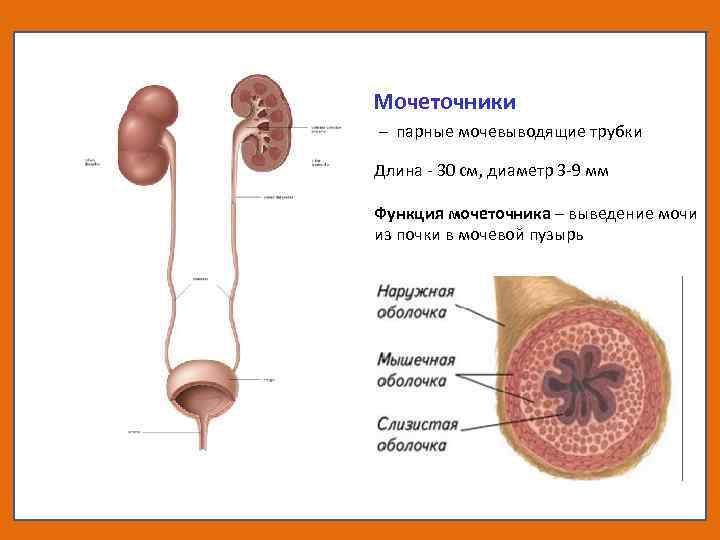 Мочеточники
– парные мочевыводящие трубки
Длина - 30 см, диаметр 3-9 мм
Функция мочеточника – выведение мочи
из почки в мочевой пузырь
Наружная
оболочка
Мышечная
оболочка
Слизистая
оболочка